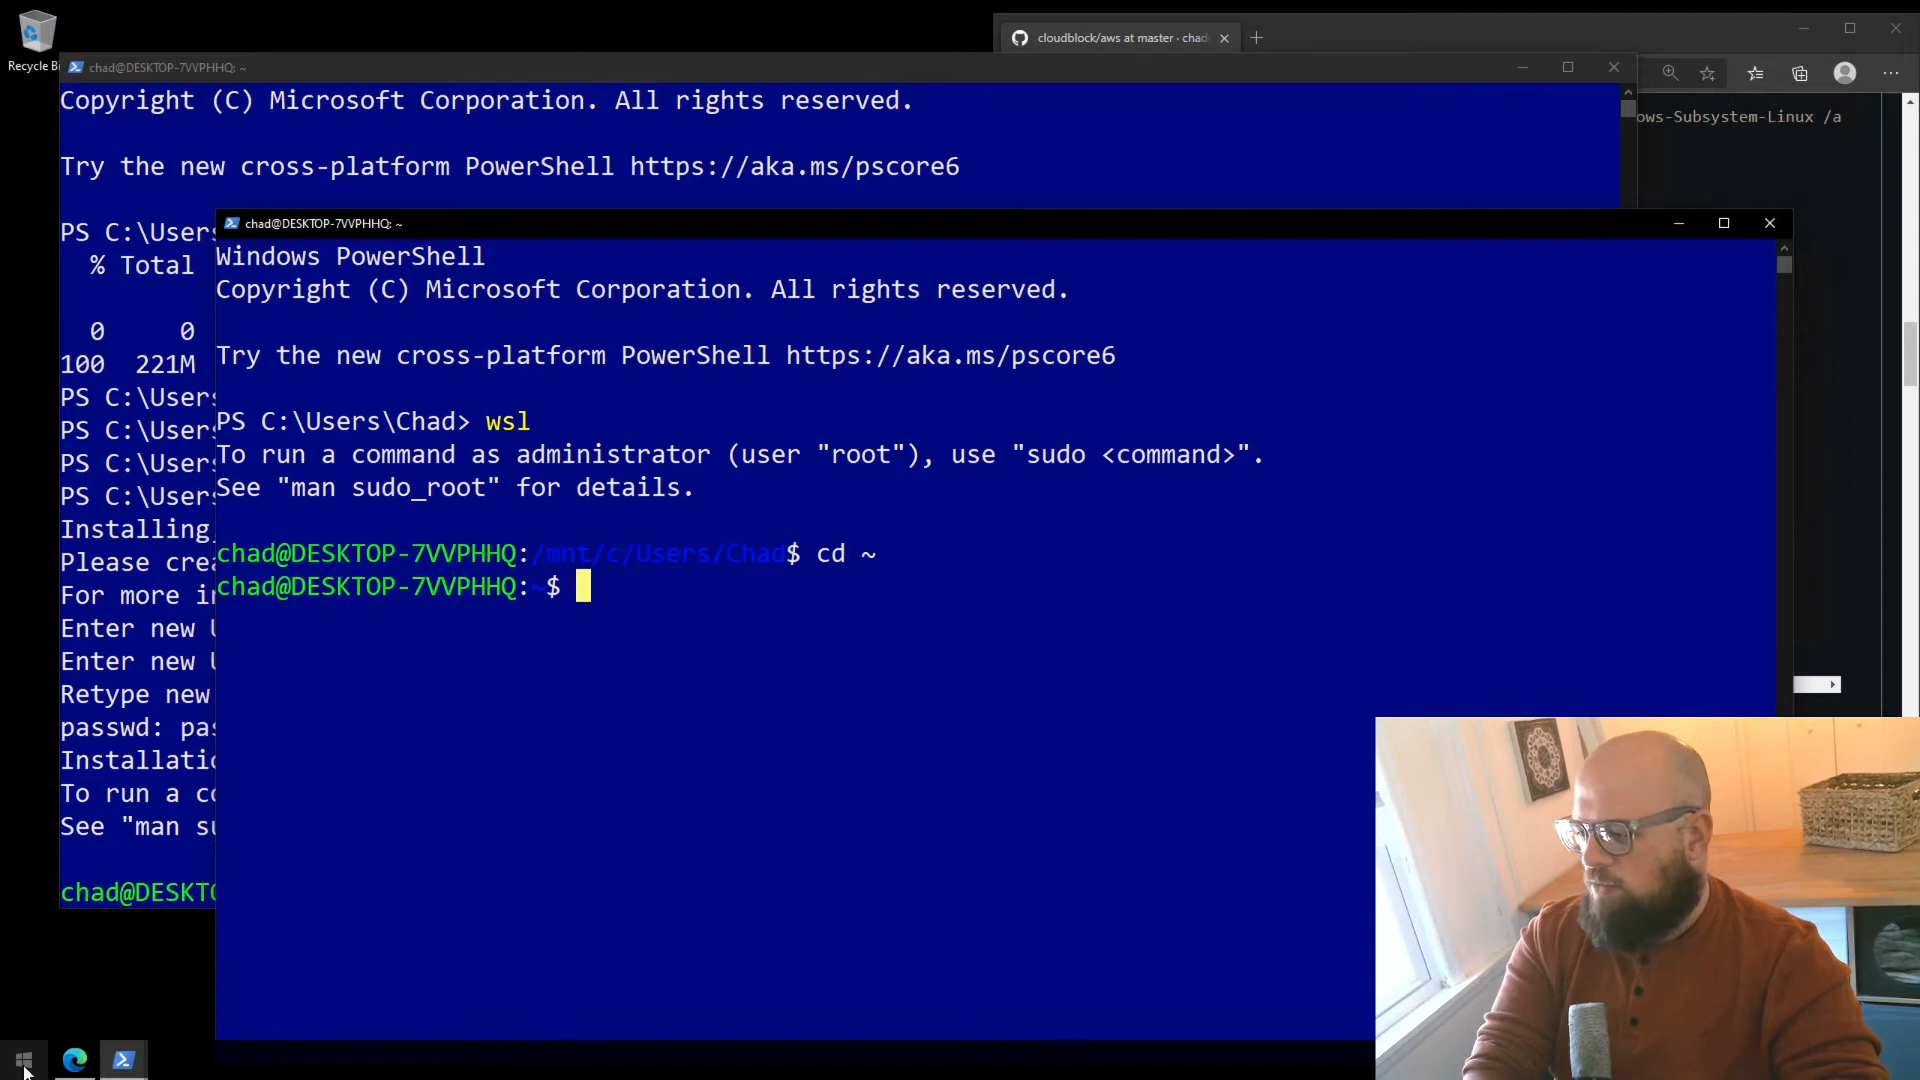 Recycle Bi
cloudblock/aws at master · chad
chad@DESKTOP-7VVPHHQ: ~
ows-Subsystem-Linux /a
Copyright (C) Microsoft Corporation. All rights reserved.
Try the new cross-platform PowerShell https://aka.ms/pscore6
PS C:\Users
% Total
0 0
100 221M
PS C:\Users
PS C:\Users
PS C:\Users
PS C:\Users
Installing
Please crea
For more in
Enter new U
Enter new U
Retype new
passwd: pas
Installatio
To run a co
See "man su
chad@DESKTO
chad@DESKTOP-7VVPHHQ: ~
Windows PowerShell
Copyright (C) Microsoft Corporation. All rights reserved.
Try the new cross-platform PowerShell https://aka.ms/pscore6
PS C:\Users\Chad> wsl
To run a command as administrator (user "root"), use "sudo <command>".
See "man sudo_root" for details.
chad@DESKTOP-7VVPHHQ:/mnt/c/Users/Chad$ cd ~
chad@DESKTOP-7VVPHHQ:~$